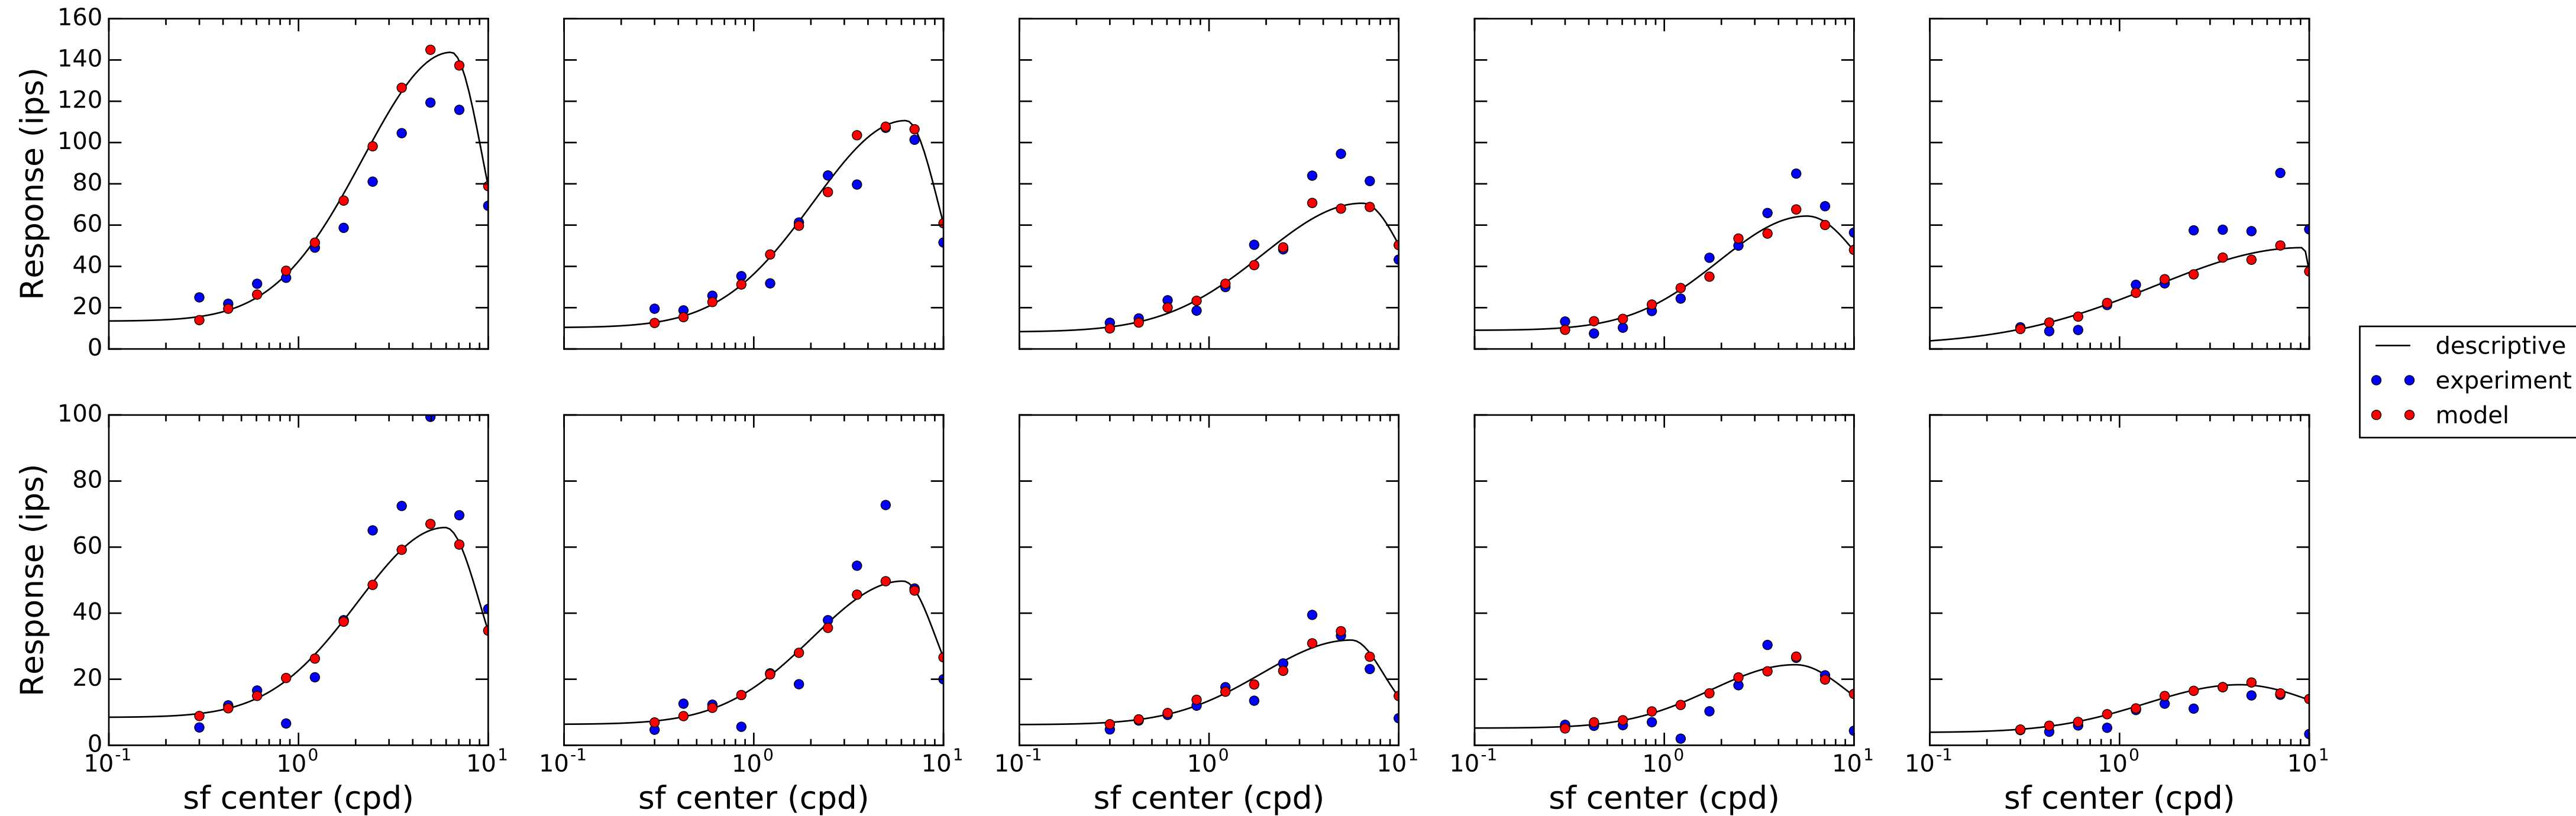 160
140
120
100
80
60
40
20
0
Response (ips)
descriptive
experiment
model
100
80
60
40
20
0
Response (ips)
10⁻¹ 10⁰ 10¹
10⁻¹ 10⁰ 10¹
10⁻¹ 10⁰ 10¹
10⁻¹ 10⁰ 10¹
10⁻¹ 10⁰ 10¹
sf center (cpd)
sf center (cpd)
sf center (cpd)
sf center (cpd)
sf center (cpd)